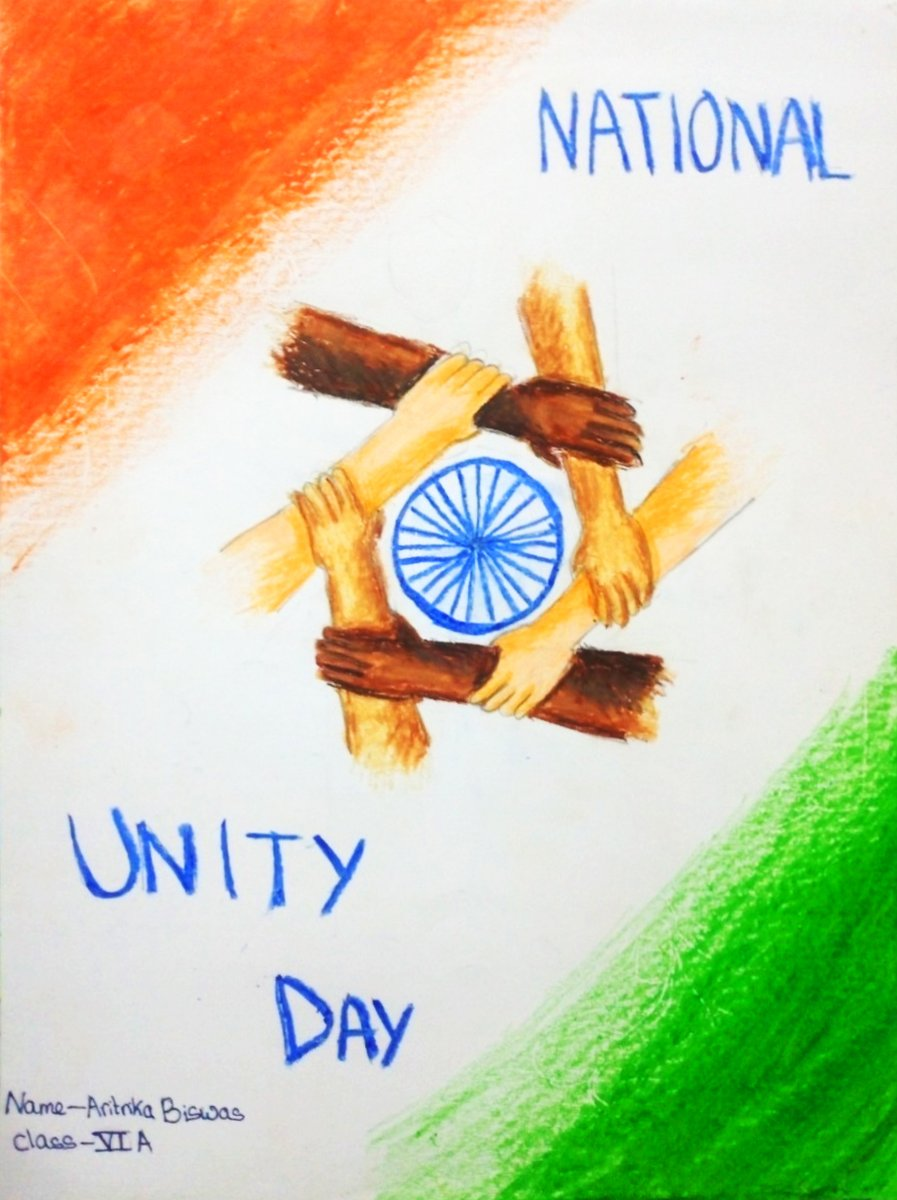 NATIONAL
UNITY
DAY
Name-Aritrika Biswas
Class-VI A